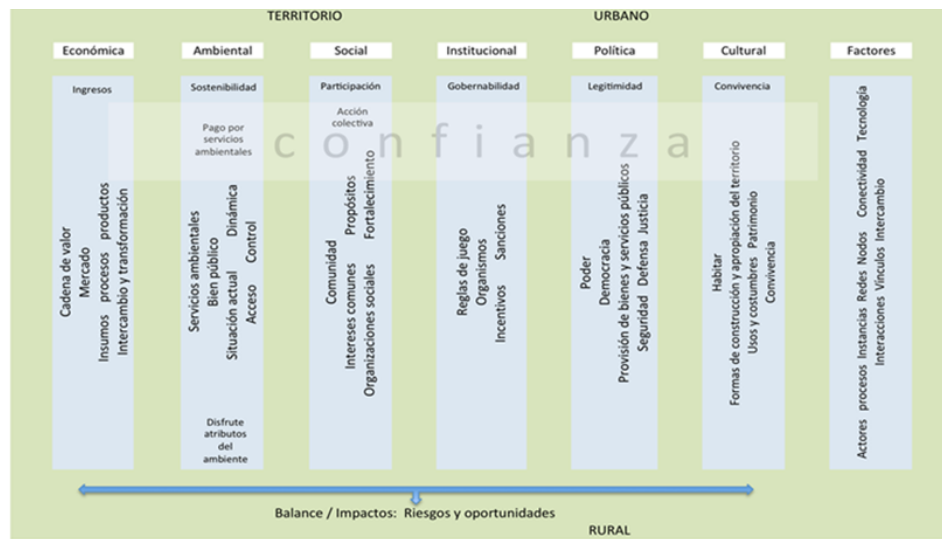 TERRITORIO
URBANO
Económica
Ambiental
Social
Institucional
Política
Cultural
Factores
Ingresos
Cadena de valor
Mercado
Insumos procesos productos
Intercambio y transformación
Sostenibilidad
Pago por
servicios
ambientales
Servicios ambientales
Bien público
Situación actual Dinámica
Acceso Control
Disfrute
atributos
del
ambiente
Participación
Acción
colectiva
Comunidad
Intereses comunes Propósitos
Organizaciones sociales Fortalecimiento
Gobernabilidad
Reglas de juego
Organismos
Incentivos Sanciones
Legitimidad
Poder
Democracia
Provisión de bienes y servicios públicos
Seguridad Defensa Justicia
Convivencia
Habitar
Formas de construcción y apropiación del territorio
Usos y costumbres Patrimonio
Convivencia
Actores procesos Instancias Redes Nodos Conectividad Tecnología
Interacciones Vínculos Intercambio
confianza
Balance / Impactos: Riesgos y oportunidades
RURAL